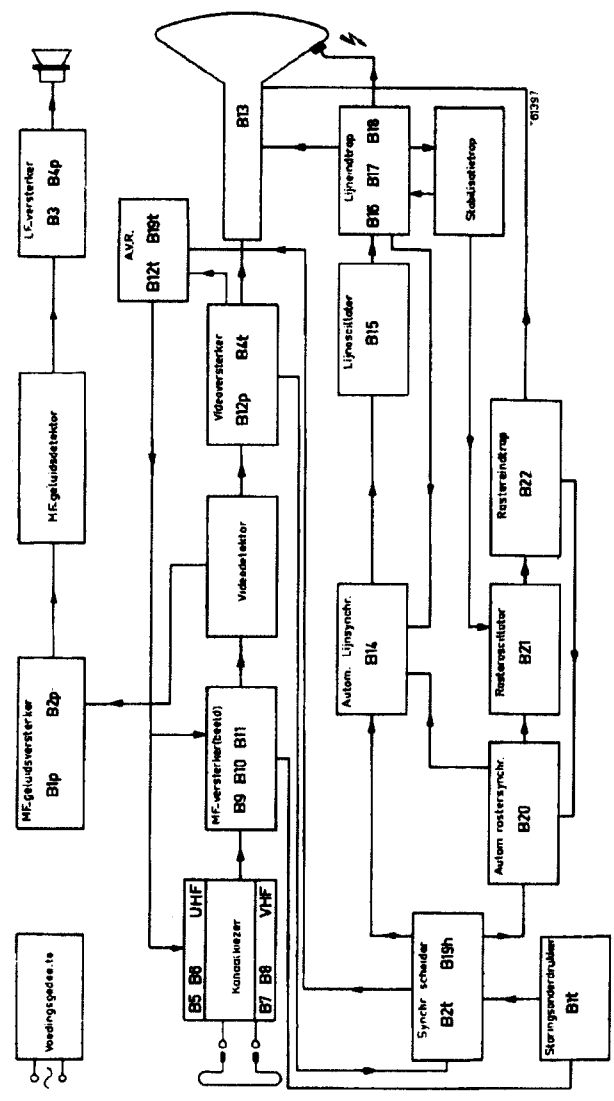 Voedingsgedeelte
MF-geluidsversterker
B1p B2p
M.F.geluidsdetektor
LF-versterker
B3 B4p
A.V.R.
B12t B19t
B5 B6 UHF
Kanaalkiezer
B7 B8 VHF
MF-versterker(beeld)
B9 B10 B11
Videodetektor
Videoversterker
B12p B4t
B13
Synchr scheider
B2t B19h
Autom. Lijnsynchr.
B14
Lijnoscillator
B15
Lijneindtrap
B16 B17 B18
Stabilisatietrap
Storingsonderdrukker
B1t
Autom rastersynchr.
B20
Rasteroscillator
B21
Rastereindtrap
B22